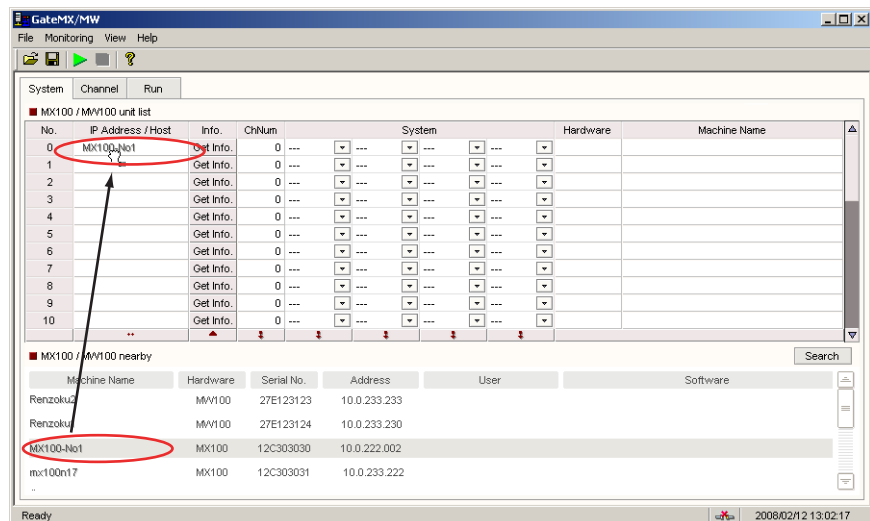 GateMX/MW
File Monitoring View Help
System Channel Run
MX100 / MW100 unit list
No. IP Address / Host Info. ChNum System Hardware Machine Name
0 MX100-No1 Get Info. 0 --- --- --- ---
1 Get Info. 0 --- --- --- ---
2 Get Info. 0 --- --- --- ---
3 Get Info. 0 --- --- --- ---
4 Get Info. 0 --- --- --- ---
5 Get Info. 0 --- --- --- ---
6 Get Info. 0 --- --- --- ---
7 Get Info. 0 --- --- --- ---
8 Get Info. 0 --- --- --- ---
9 Get Info. 0 --- --- --- ---
10 Get Info. 0 --- --- --- ---
MX100 / MW100 nearby Search
Machine Name Hardware Serial No. Address User Software
Renzoku2 MW100 27E123123 10.0.233.233
MW100 27E123124 10.0.233.230
MX100-No1 MX100 12C303030 10.0.222.002
mx100n17 MX100 12C303031 10.0.233.222
..
Ready 2008/02/12 13:02:17